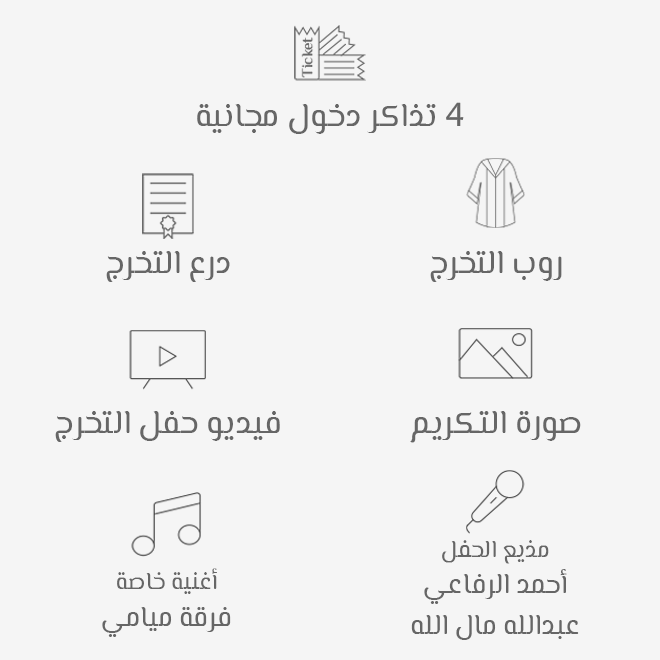 Ticket
4 تذاكر دخول مجانية
روب التخرج
درع التخرج
صورة التكريم
فيديو حفل التخرج
مذيع الحفل
أحمد الرفاعي
عبدالله مال الله
أغنية خاصة
فرقة ميامي